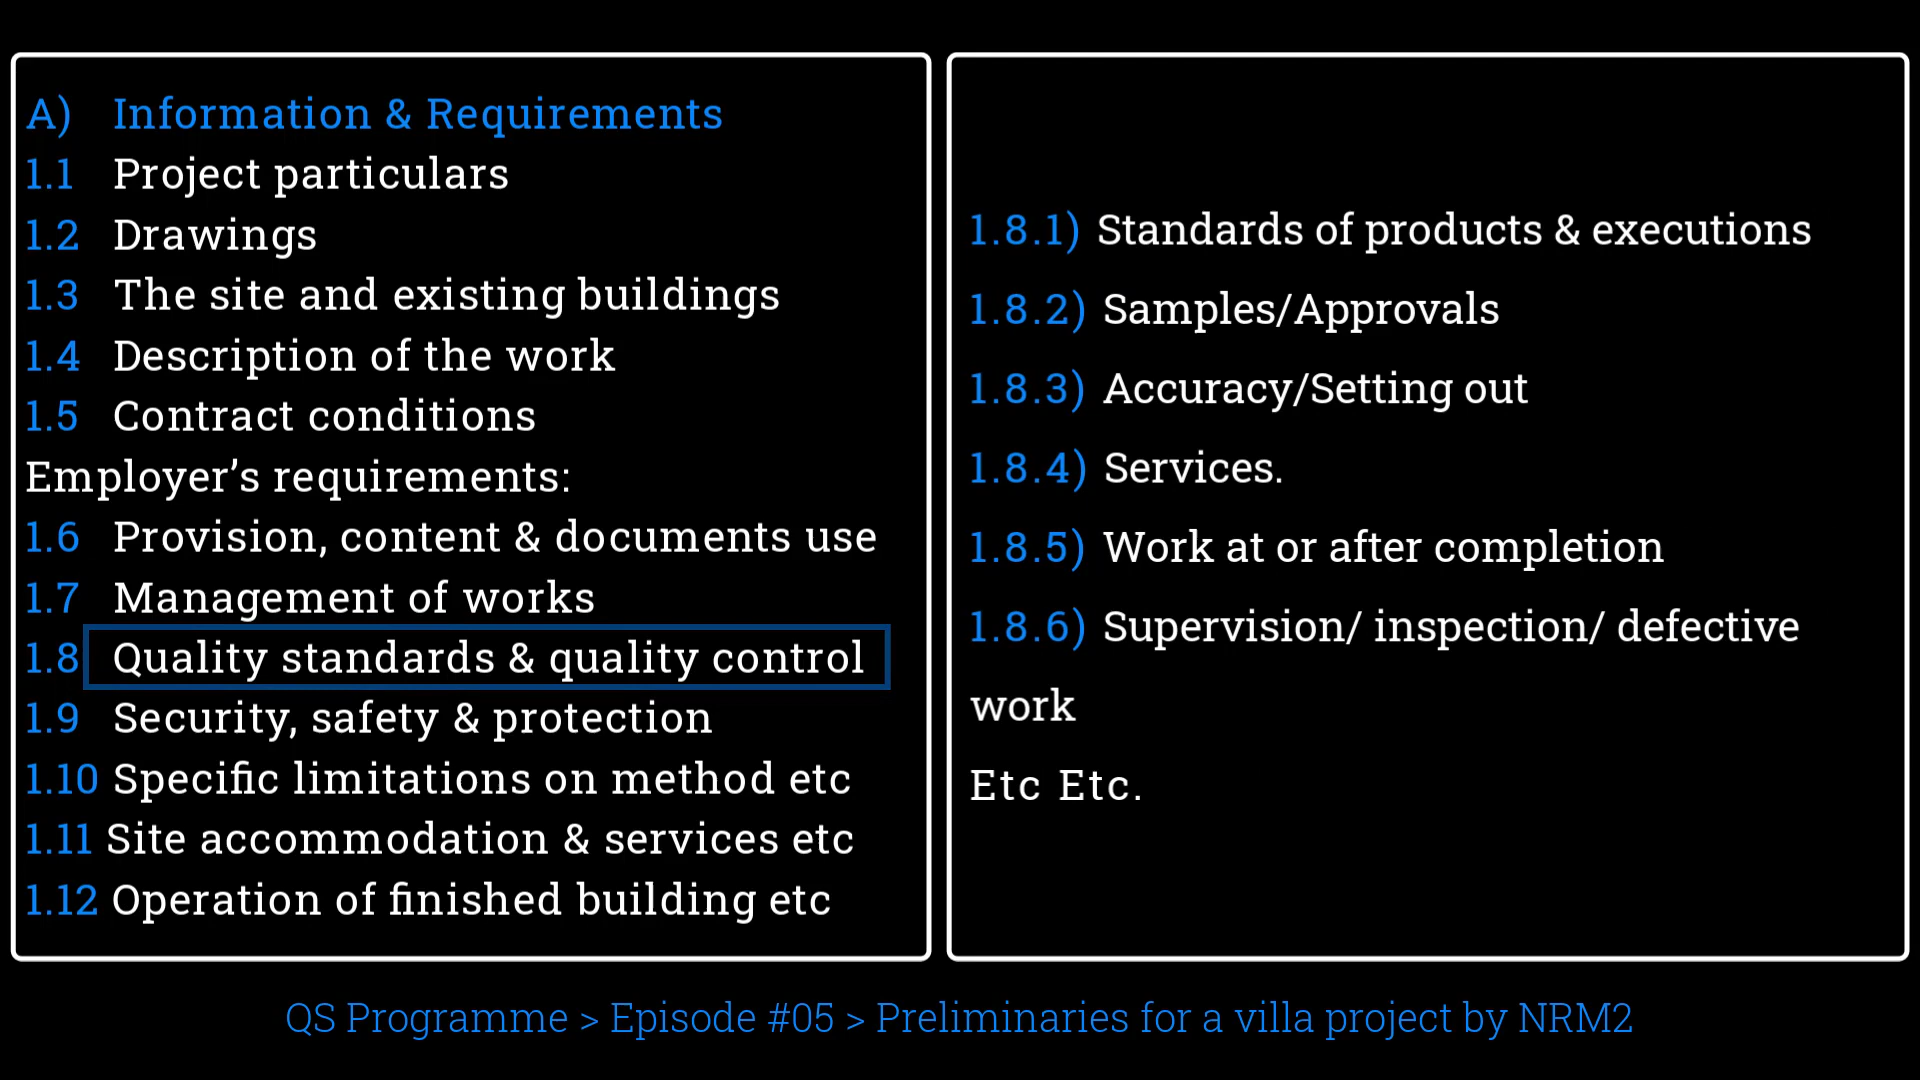 A) Information & Requirements
1.1 Project particulars
1.2 Drawings
1.3 The site and existing buildings
1.4 Description of the work
1.5 Contract conditions
Employer’s requirements:
1.6 Provision, content & documents use
1.7 Management of works
1.8 Quality standards & quality control
1.9 Security, safety & protection
1.10 Specific limitations on method etc
1.11 Site accommodation & services etc
1.12 Operation of finished building etc
1.8.1) Standards of products & executions
1.8.2) Samples/Approvals
1.8.3) Accuracy/Setting out
1.8.4) Services.
1.8.5) Work at or after completion
1.8.6) Supervision/ inspection/ defective
work
Etc Etc.
QS Programme > Episode #05 > Preliminaries for a villa project by NRM2